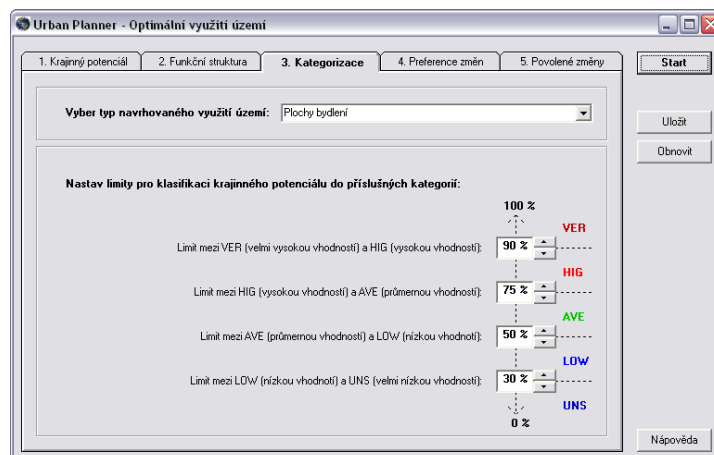 Urban Planner - Optimální využití území
1. Krajinný potenciál
2. Funkční struktura
3. Kategorizace
4. Preference změn
5. Povolené změny
Start
Vyber typ navrhovaného využití území: Plochy bydlení
Uložit
Obnovit
Nastav limity pro klasifikaci krajinného potenciálu do příslušných kategorií:
100 %
VER
Limit mezi VER (velmi vysokou vhodností) a HIG (vysokou vhodností): 90 %
HIG
Limit mezi HIG (vysokou vhodností) a AVE (průmernou vhodností): 75 %
AVE
Limit mezi AVE (průmernou vhodností) a LOW (nízkou vhodnotí): 50 %
LOW
Limit mezi LOW (nízkou vhodnotí) a UNS (velmi nízkou vhodností): 30 %
UNS
0 %
Nápověda